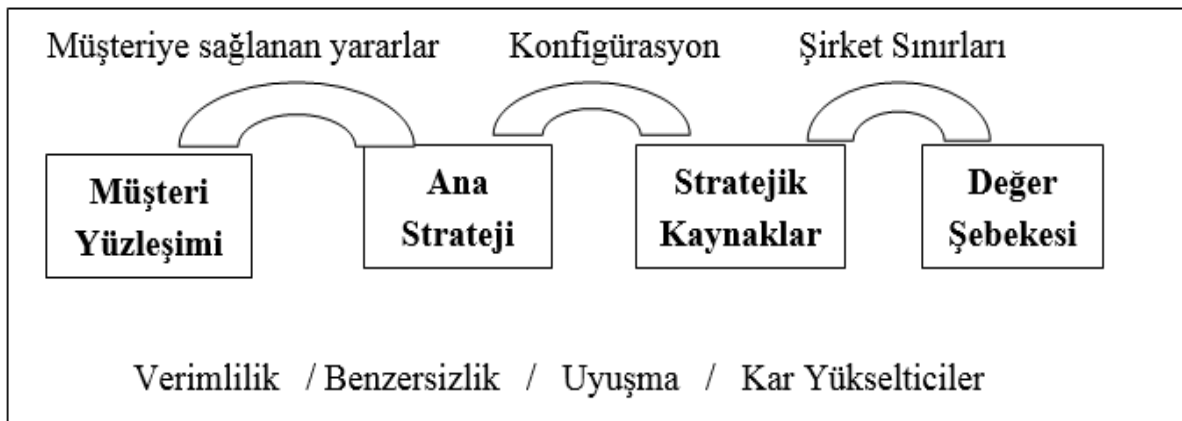 Müşteriye sağlanan yararlar Konfigürasyon Şirket Sınırları
Müşteri
Yüzleşimi
Ana
Strateji
Stratejik
Kaynaklar
Değer
Şebekesi
Verimlilik / Benzersizlik / Uyuşma / Kar Yükselticiler